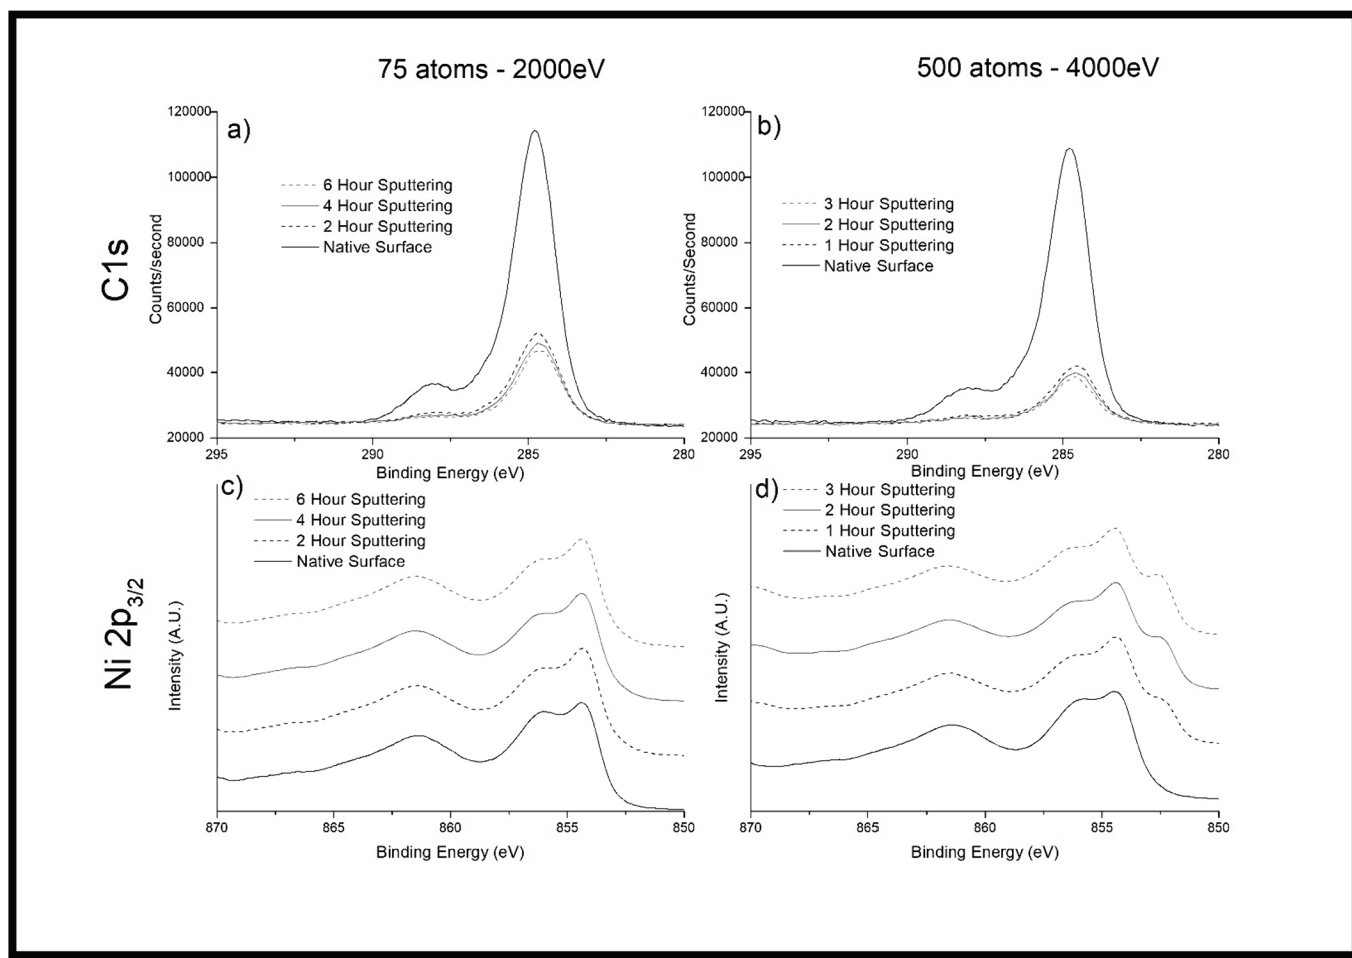 75 atoms - 2000eV
500 atoms - 4000eV
C1s
a)
Counts/second
120000
100000
80000
60000
40000
20000
6 Hour Sputtering
4 Hour Sputtering
2 Hour Sputtering
Native Surface
295 290 285 280
Binding Energy (eV)
b)
Counts/Second
120000
100000
80000
60000
40000
20000
3 Hour Sputtering
2 Hour Sputtering
1 Hour Sputtering
Native Surface
295 290 285 280
Binding Energy (eV)
Ni 2p3/2
c)
Intensity (A.U.)
6 Hour Sputtering
4 Hour Sputtering
2 Hour Sputtering
Native Surface
870 865 860 855 850
Binding Energy (eV)
d)
Intensity (A.U.)
3 Hour Sputtering
2 Hour Sputtering
1 Hour Sputtering
Native Surface
870 865 860 855 850
Binding Energy (eV)